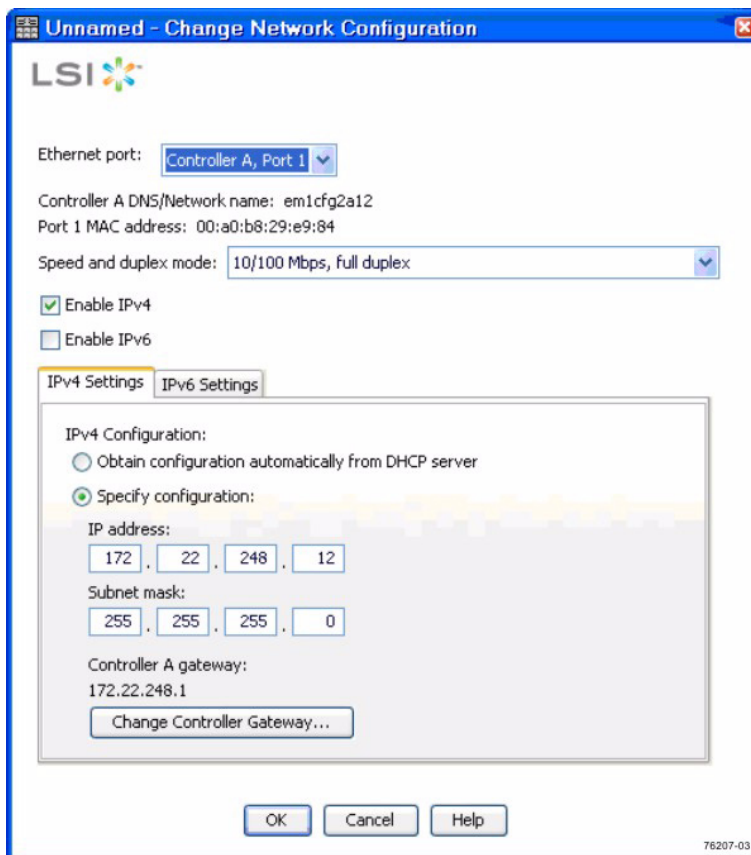 Unnamed - Change Network Configuration
LSI
Ethernet port: Controller A, Port 1
Controller A DNS/Network name: em1cfg2a12
Port 1 MAC address: 00:a0:b8:29:e9:84
Speed and duplex mode: 10/100 Mbps, full duplex
Enable IPv4
Enable IPv6
IPv4 Settings IPv6 Settings
IPv4 Configuration:
Obtain configuration automatically from DHCP server
Specify configuration:
IP address:
172 . 22 . 248 . 12
Subnet mask:
255 . 255 . 255 . 0
Controller A gateway:
172.22.248.1
Change Controller Gateway...
OK Cancel Help
76207-03